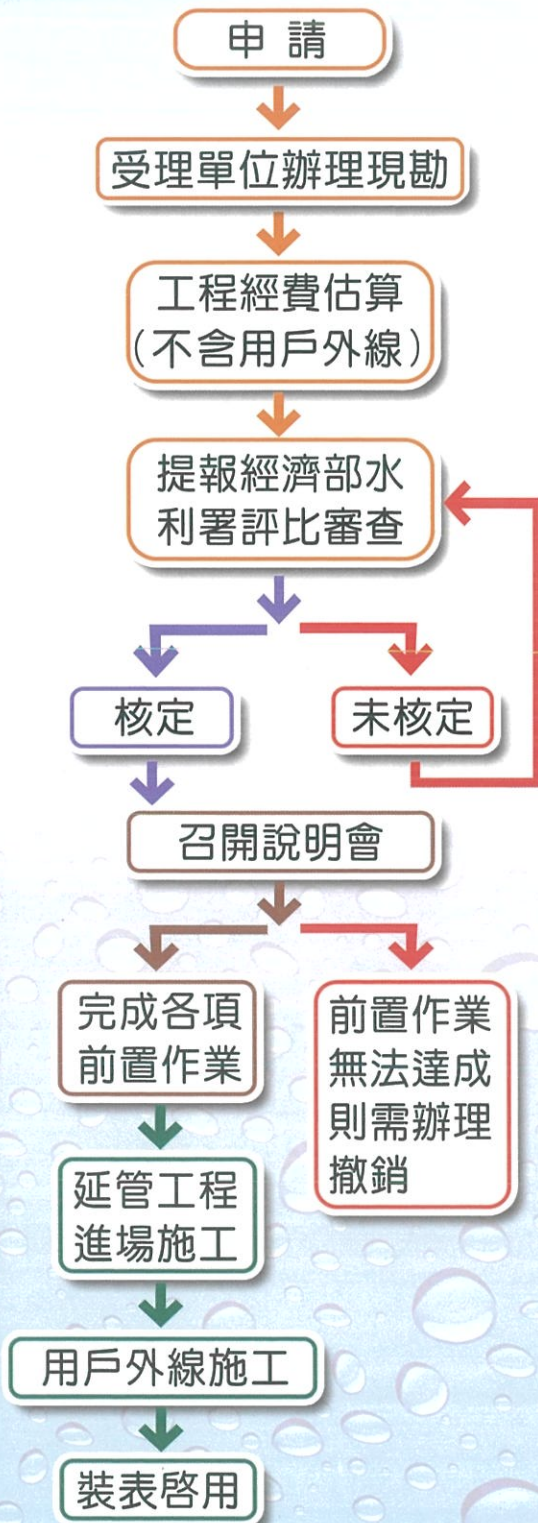 申請
受理單位辦理現勘
工程經費估算
(不含用戶外線)
提報經濟部水
利署評比審查
核定
未核定
召開說明會
完成各項
前置作業
前置作業
無法達成
則需辦理
撤銷
延管工程
進場施工
用戶外線施工
裝表啓用